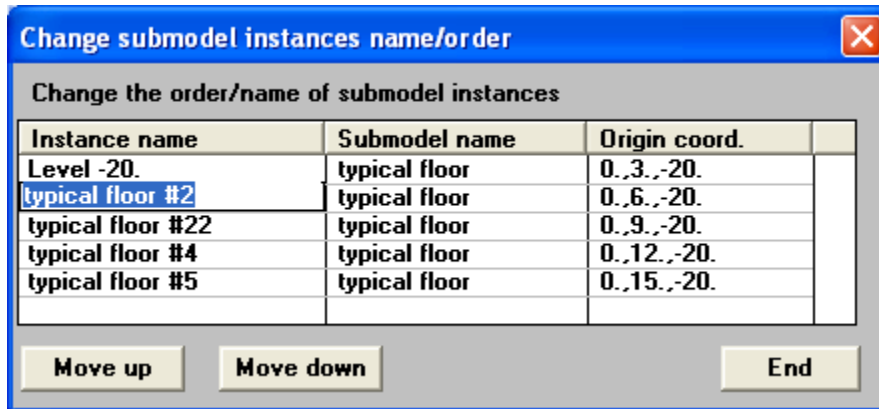 Change submodel instances name/order
Change the order/name of submodel instances
Instance name Submodel name Origin coord.
Level -20. typical floor 0.,3.,-20.
typical floor #2 typical floor 0.,6.,-20.
typical floor #22 typical floor 0.,9.,-20.
typical floor #4 typical floor 0.,12.,-20.
typical floor #5 typical floor 0.,15.,-20.
Move up Move down End